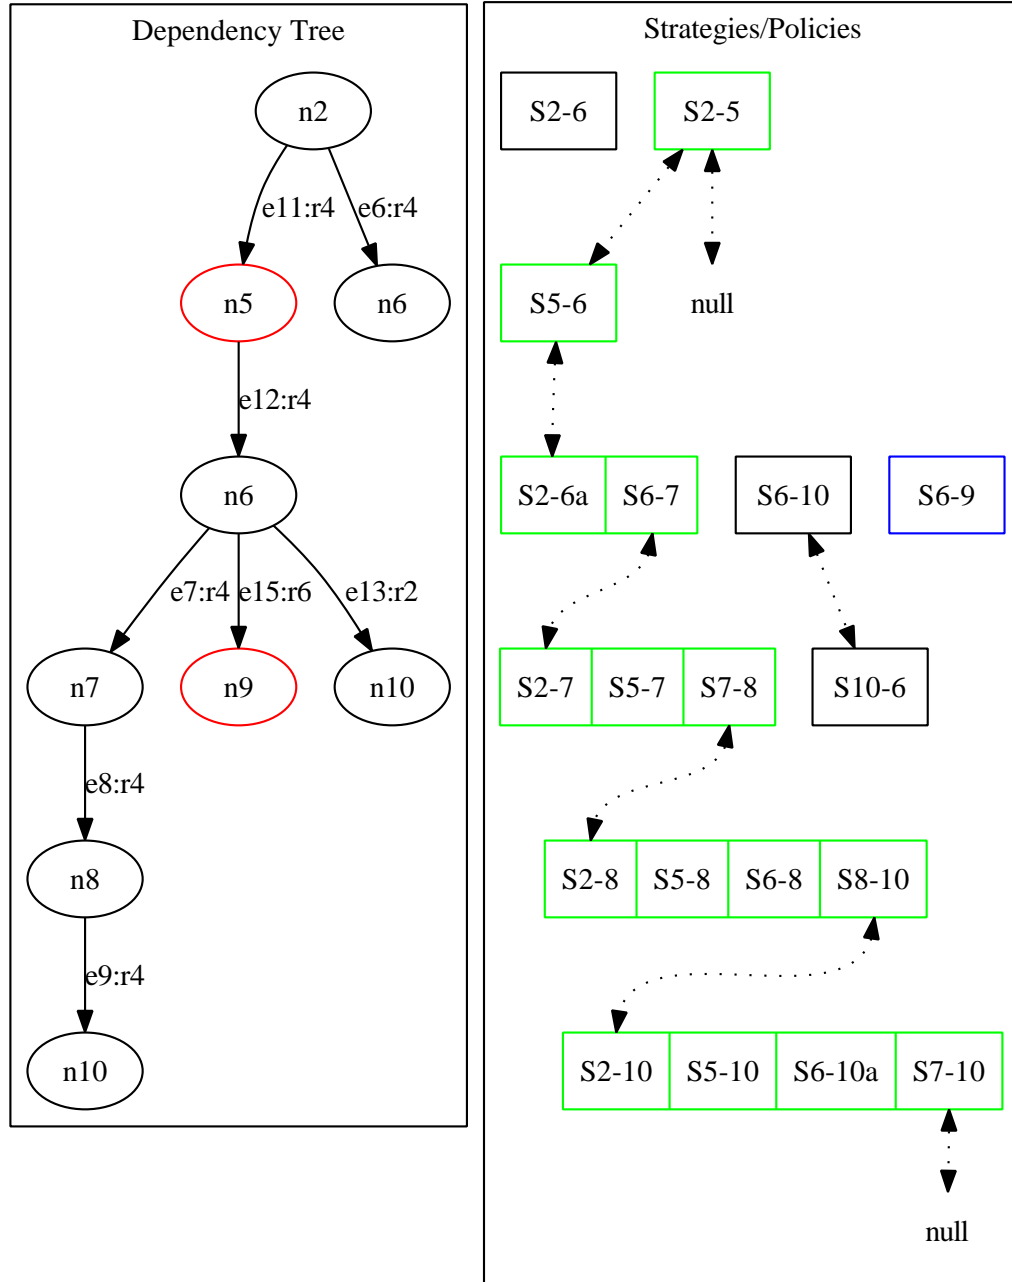 Dependency Tree
n2
e11:r4 e6:r4
n5 n6
e12:r4
n6
e7:r4 e15:r6 e13:r2
n7 n9 n10
e8:r4
n8
e9:r4
n10
Strategies/Policies
S2-6 S2-5
S5-6 null
S2-6a S6-7 S6-10 S6-9
S2-7 S5-7 S7-8 S10-6
S2-8 S5-8 S6-8 S8-10
S2-10 S5-10 S6-10a S7-10
null